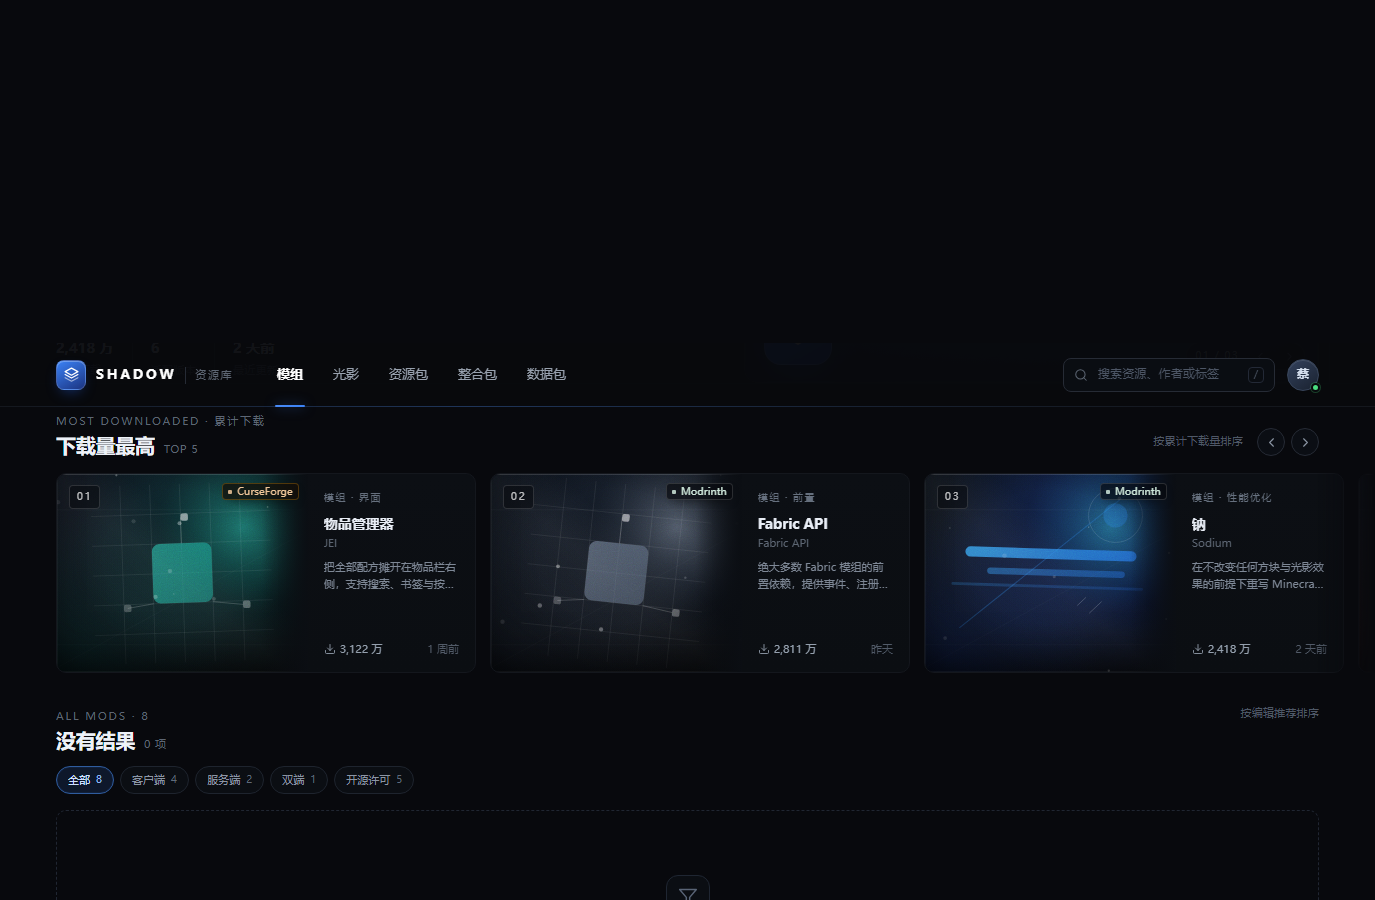 2,418 万 6 2 天前
SHADOW 资源库 模组 光影 资源包 整合包 数据包 搜索资源、作者或标签 / 蔡
MOST DOWNLOADED · 累计下载
下载量最高 TOP 5 按累计下载量排序
01 CurseForge
模组 · 界面
物品管理器
JEI
把全部配方摊开在物品栏右
侧，支持搜索、书签与按...
3,122 万 1 周前
02 Modrinth
模组 · 前置
Fabric API
Fabric API
绝大多数 Fabric 模组的前
置依赖，提供事件、注册...
2,811 万 昨天
03 Modrinth
模组 · 性能优化
钠
Sodium
在不改变任何方块与光影效
果的前提下重写 Minecra...
2,418 万 2 天前
ALL MODS · 8 按编辑推荐排序
没有结果 0 项
全部 8 客户端 4 服务端 2 双端 1 开源许可 5